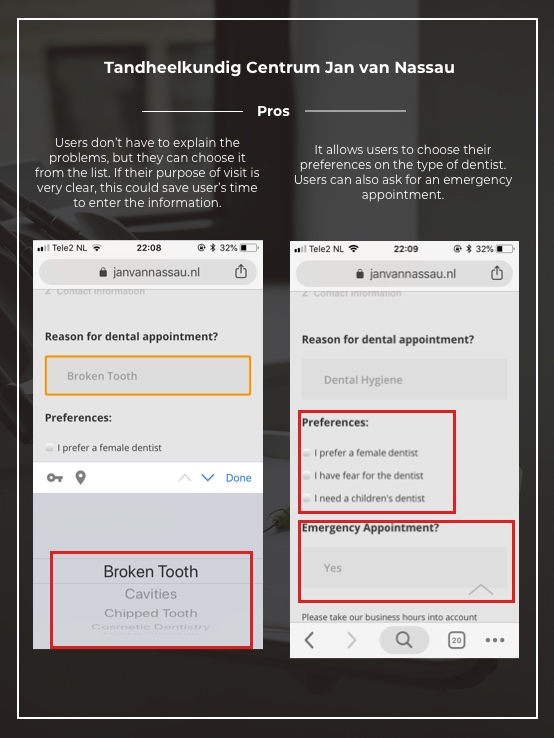 Tandheelkundig Centrum Jan van Nassau
Pros
Users don't have to explain the
problems, but they can choose it
from the list. If their purpose of visit is
very clear, this could save user's time
to enter the information.
It allows users to choose their
preferences on the type of dentist.
Users can also ask for an emergency
appointment.
Tele2 NL 22:08 32%
janvannassau.nl
2 Contact Information
Reason for dental appointment?
Broken Tooth
Preferences:
I prefer a female dentist
Done
Broken Tooth
Cavities
Chipped Tooth
Cosmetic Dentistry
Tele2 NL 22:09 32%
janvannassau.nl
2 Contact Information
Reason for dental appointment?
Dental Hygiene
Preferences:
I prefer a female dentist
I have fear for the dentist
I need a children's dentist
Emergency Appointment?
Yes
Please take our business hours into account
20